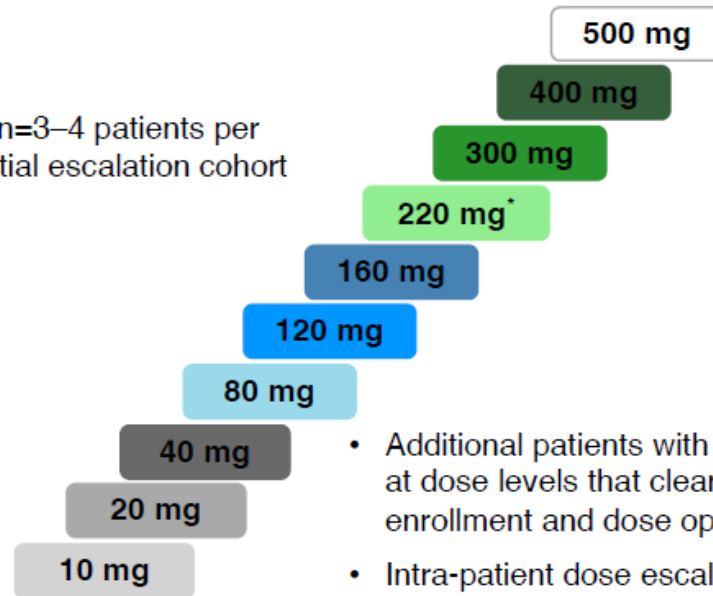 500 mg
400 mg
n=3–4 patients per
tial escalation cohort
300 mg
220 mg*
160 mg
120 mg
80 mg
40 mg
20 mg
10 mg
• Additional patients with
at dose levels that clear
enrollment and dose op
• Intra-patient dose escal